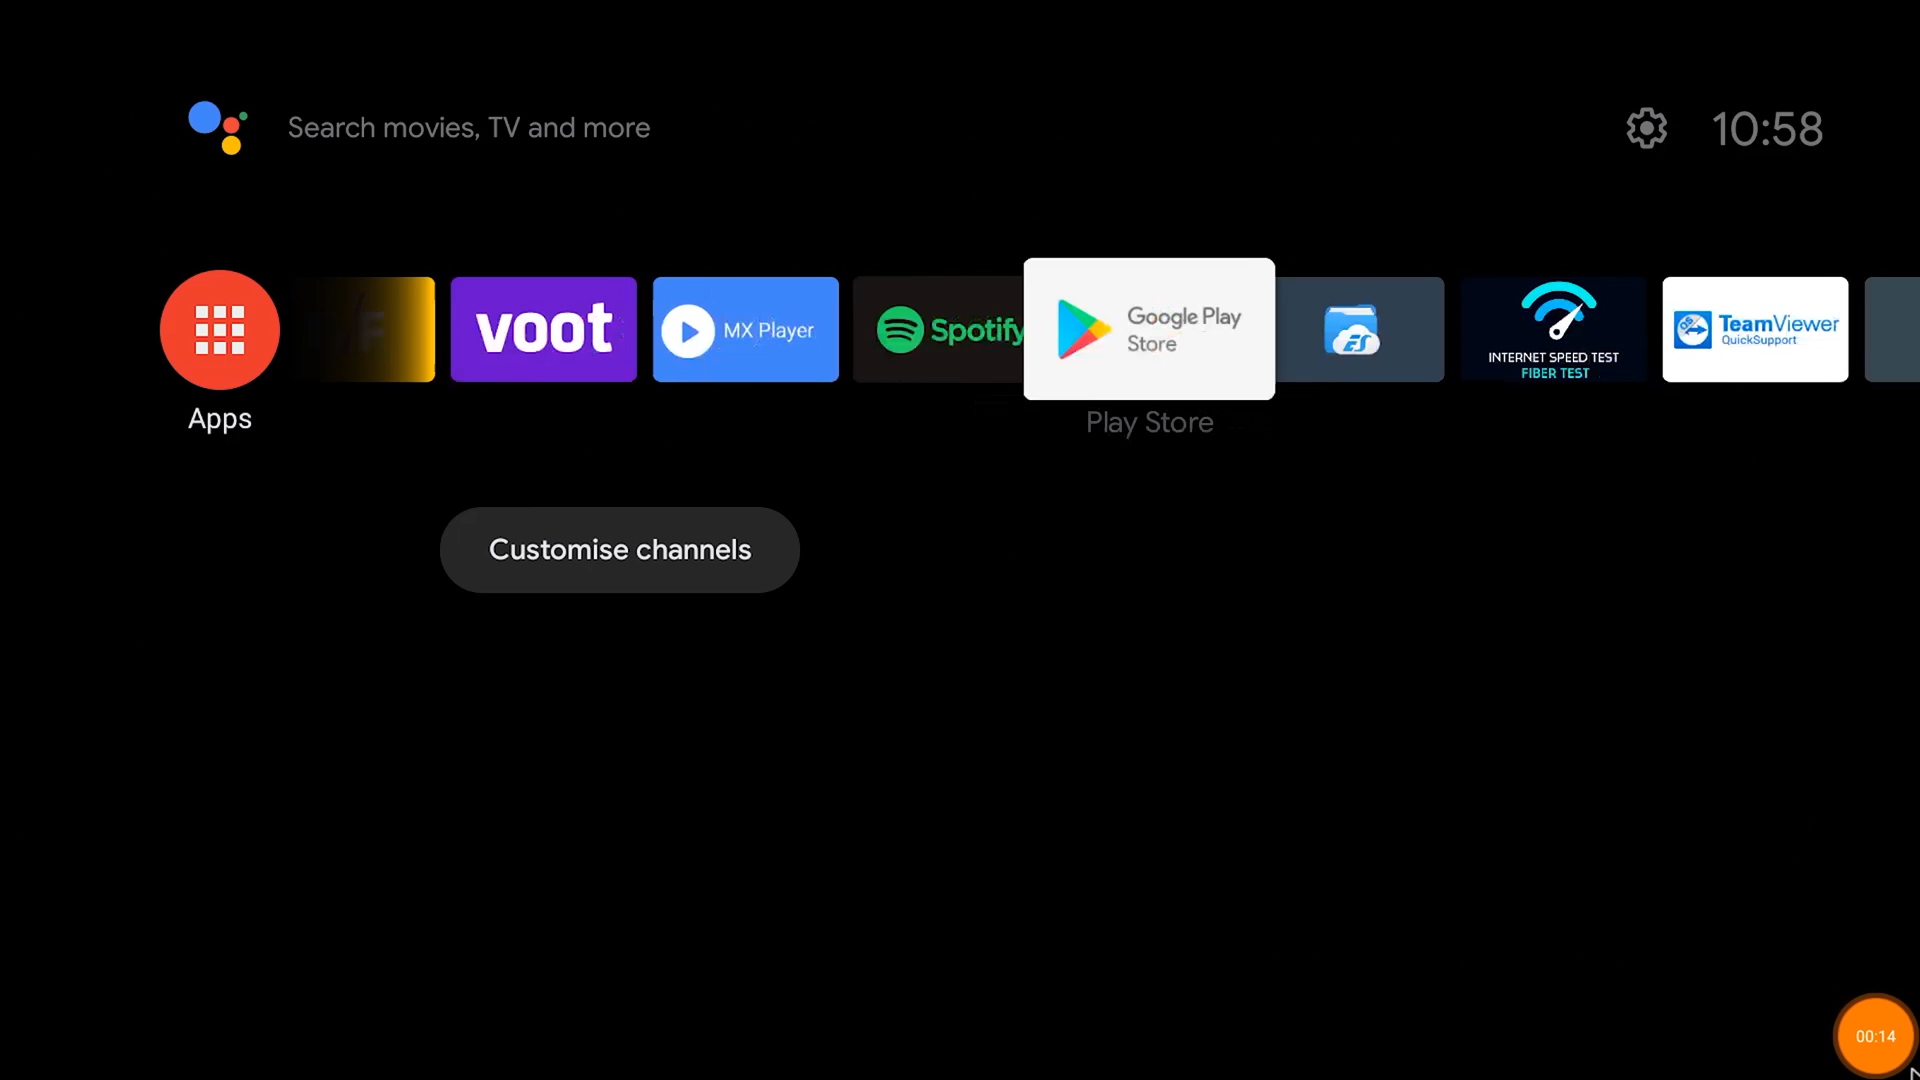 Search movies, TV and more
10:58
voot
MX Player
Spotify
Google Play
Store
ES
INTERNET SPEED TEST
FIBER TEST
TeamViewer
QuickSupport
Apps
Play Store
Customise channels
00:14